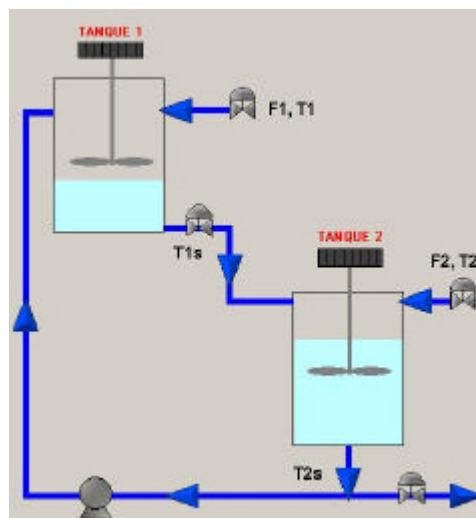 TANQUE 1
F1, T1
T1s
TANQUE 2
F2, T2
T2s